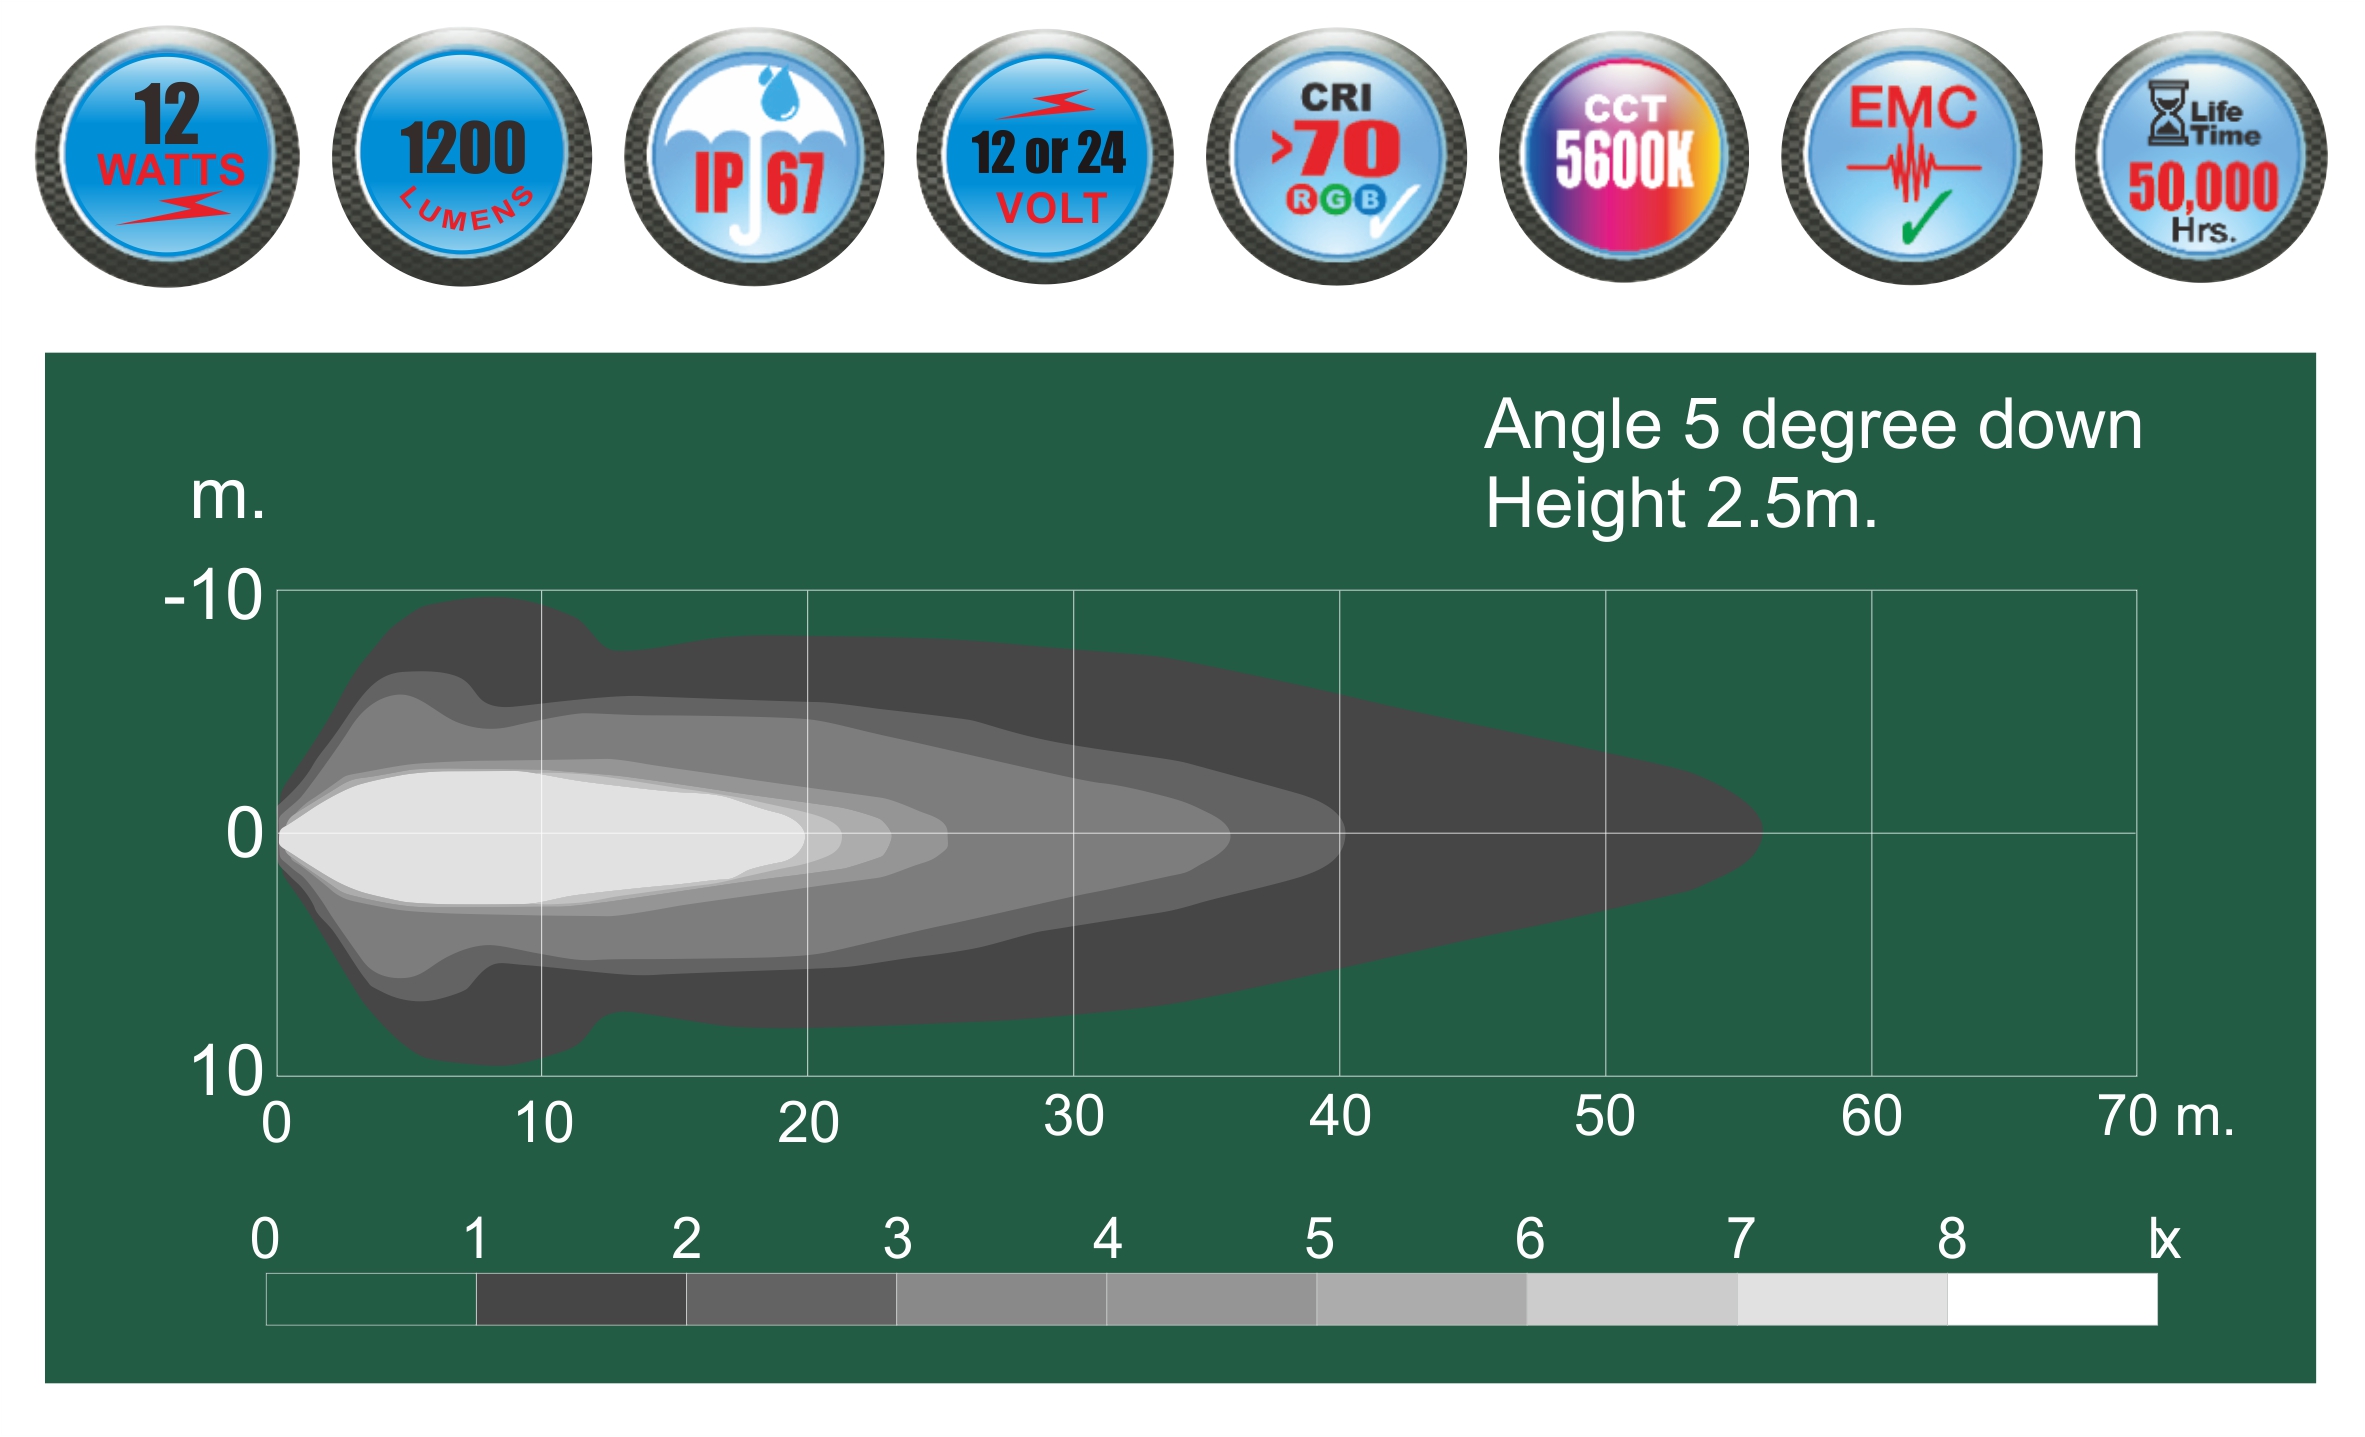 12
WATTS
1200
LUMENS
IP 67
12 or 24
VOLT
CRI
>70
RGB
CCT
5600K
EMC
Life
Time
50,000
Hrs.
Angle 5 degree down
Height 2.5m.
m.
-10
0
10
0 10 20 30 40 50 60 70 m.
0 1 2 3 4 5 6 7 8 lx